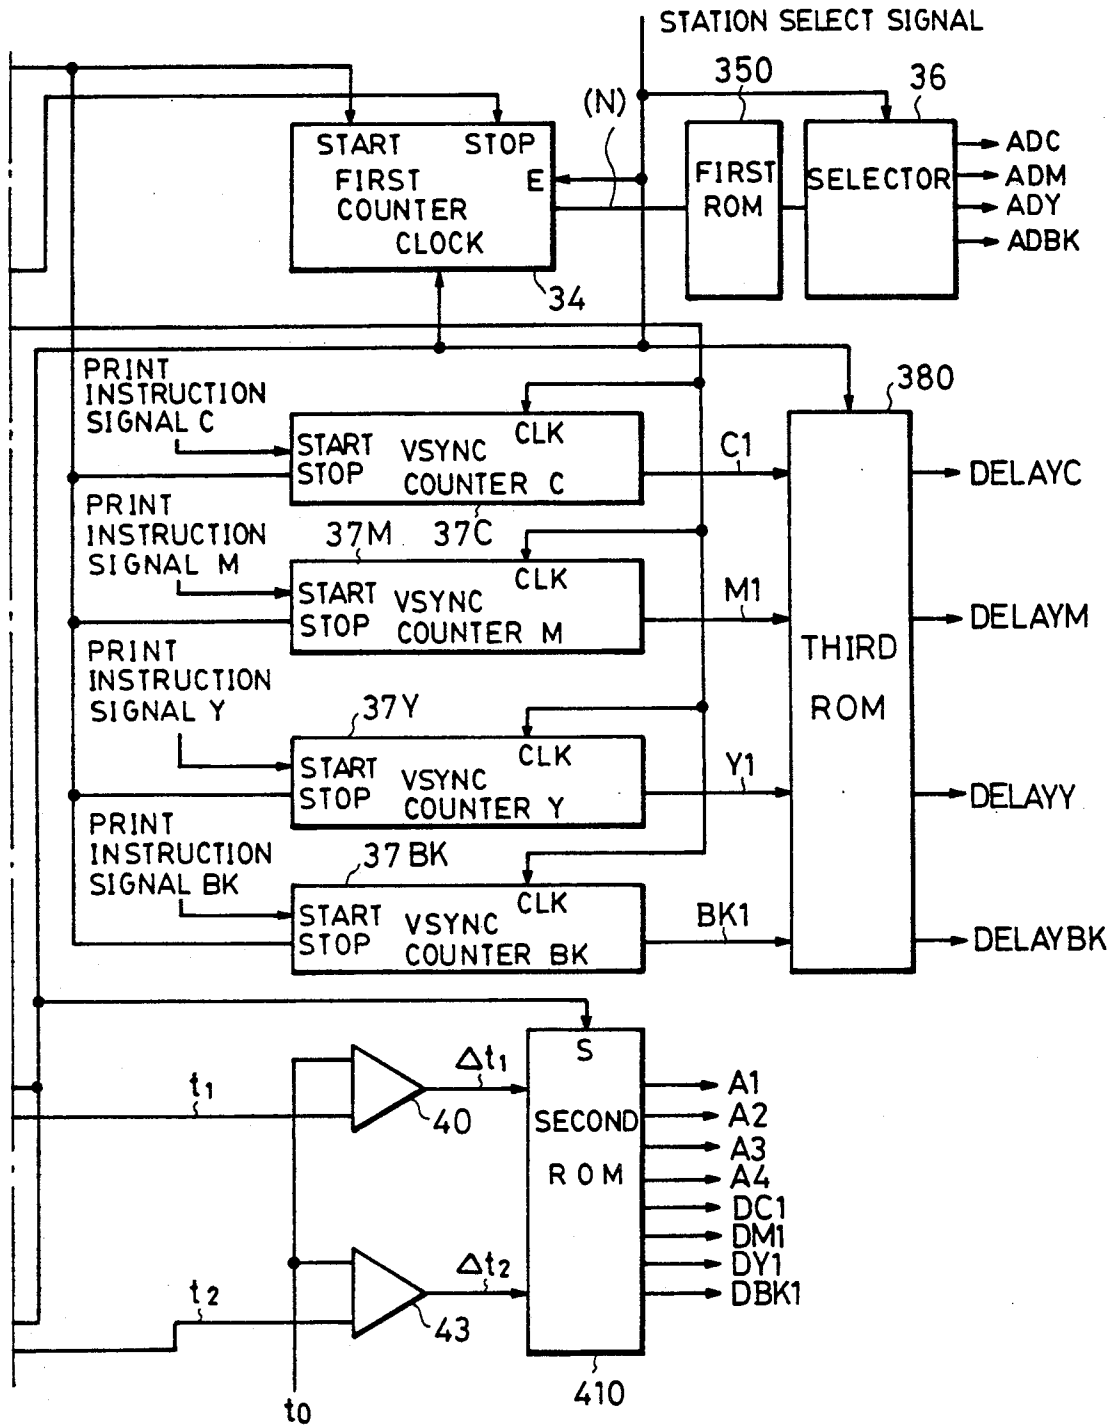 STATION SELECT SIGNAL
350
36
(N)
START STOP
FIRST
COUNTER
CLOCK
E
34
FIRST
ROM
SELECTOR
ADC
ADM
ADY
ADBK
PRINT
INSTRUCTION
SIGNAL C
START
STOP
CLK
VSYNC
COUNTER C
37C
C1
380
DELAYC
PRINT
INSTRUCTION
SIGNAL M
37M
START
STOP
CLK
VSYNC
COUNTER M
M1
DELAYM
THIRD
ROM
PRINT
INSTRUCTION
SIGNAL Y
37Y
START
STOP
CLK
VSYNC
COUNTER Y
Y1
DELAYY
PRINT
INSTRUCTION
SIGNAL BK
37BK
START
STOP
CLK
VSYNC
COUNTER BK
BK1
DELAYBK
t1
40
Δt1
S
SECOND
ROM
A1
A2
A3
A4
DC1
DM1
DY1
DBK1
t2
43
Δt2
410
t0